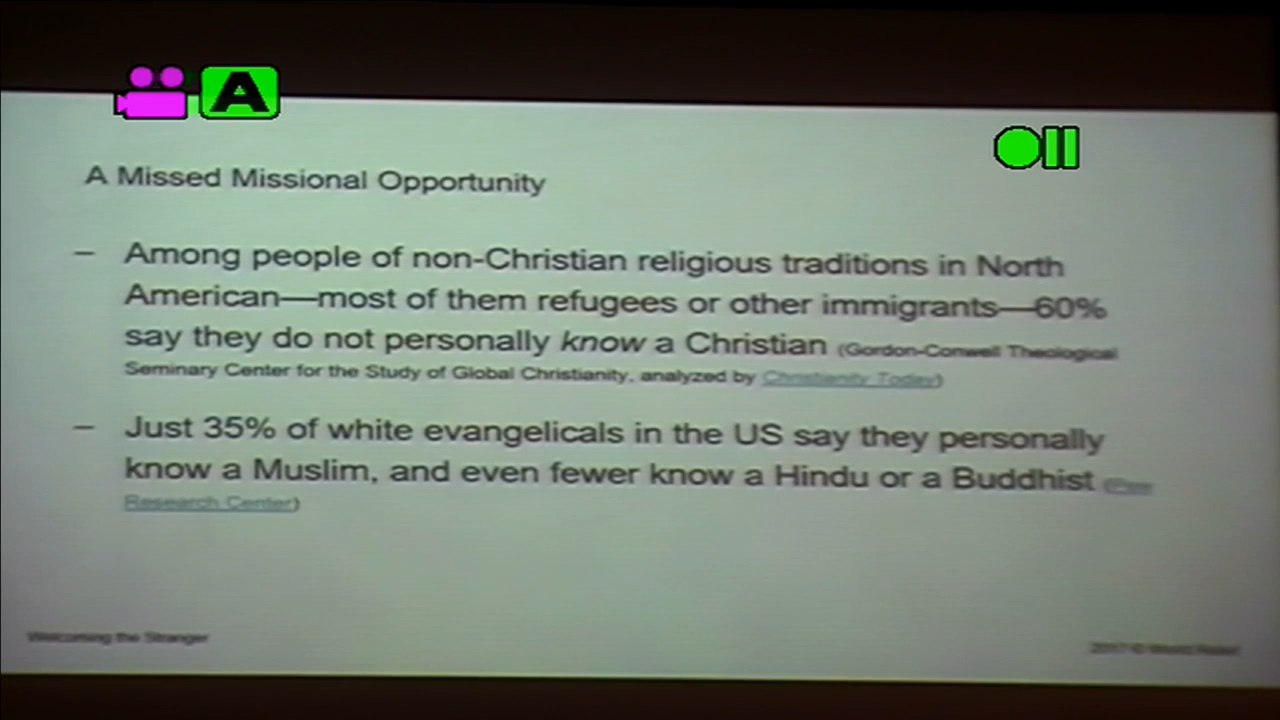 A
A Missed Missional Opportunity
– Among people of non-Christian religious traditions in North
American—most of them refugees or other immigrants—60%
say they do not personally know a Christian (Gordon-Conwell Theological
Seminary Center for the Study of Global Christianity, analyzed by Christianity Today)
– Just 35% of white evangelicals in the US say they personally
know a Muslim, and even fewer know a Hindu or a Buddhist (Pew
Research Center)
Welcoming the Stranger
2017 © World Relief